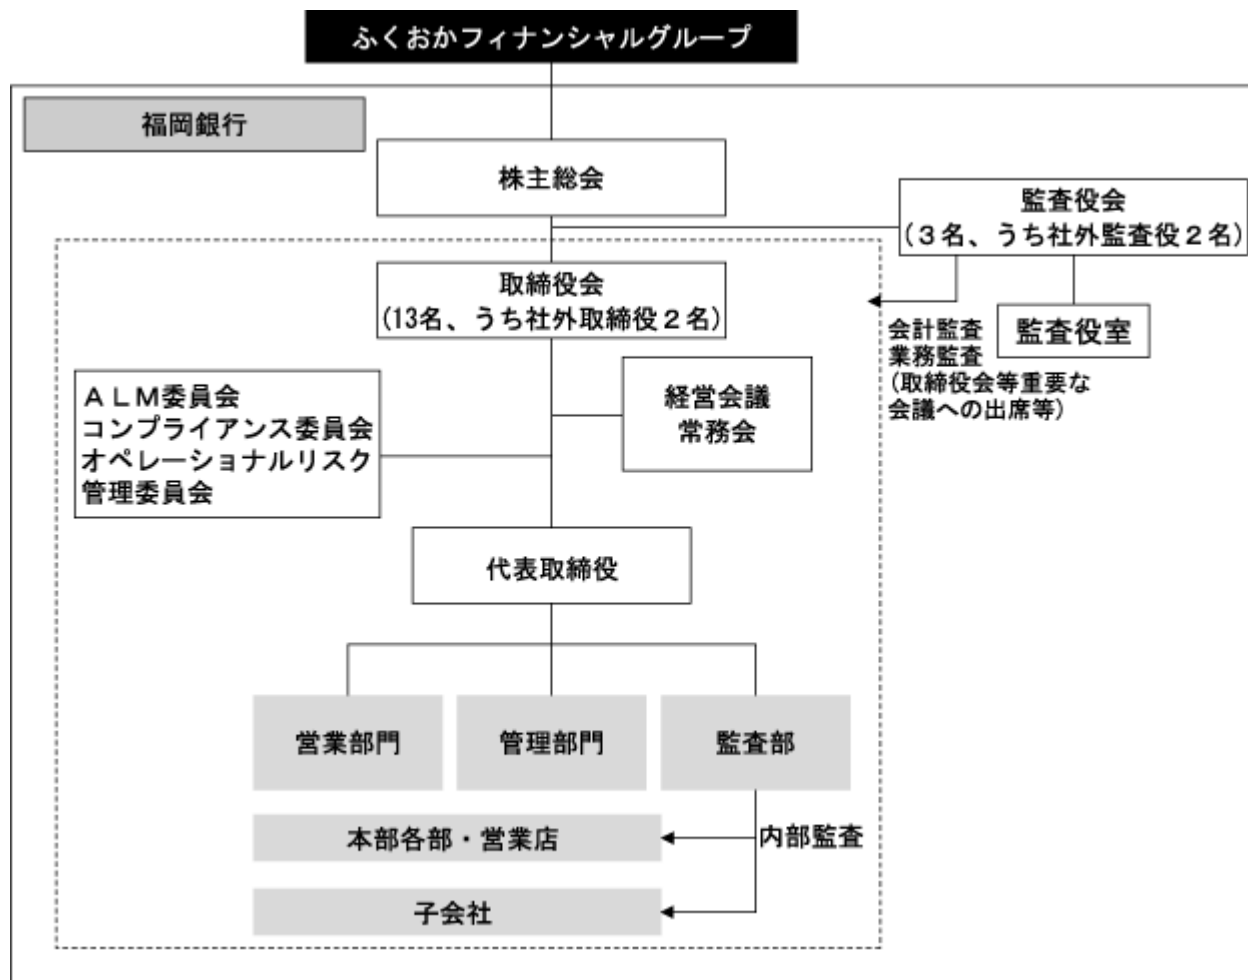 ふくおかフィナンシャルグループ
福岡銀行
株主総会
監査役会
(３名、うち社外監査役２名)
取締役会
(13名、うち社外取締役２名)
監査役室
会計監査
業務監査
(取締役会等重要な
会議への出席等)
ＡＬＭ委員会
コンプライアンス委員会
オペレーショナルリスク
管理委員会
経営会議
常務会
代表取締役
営業部門
管理部門
監査部
本部各部・営業店
内部監査
子会社